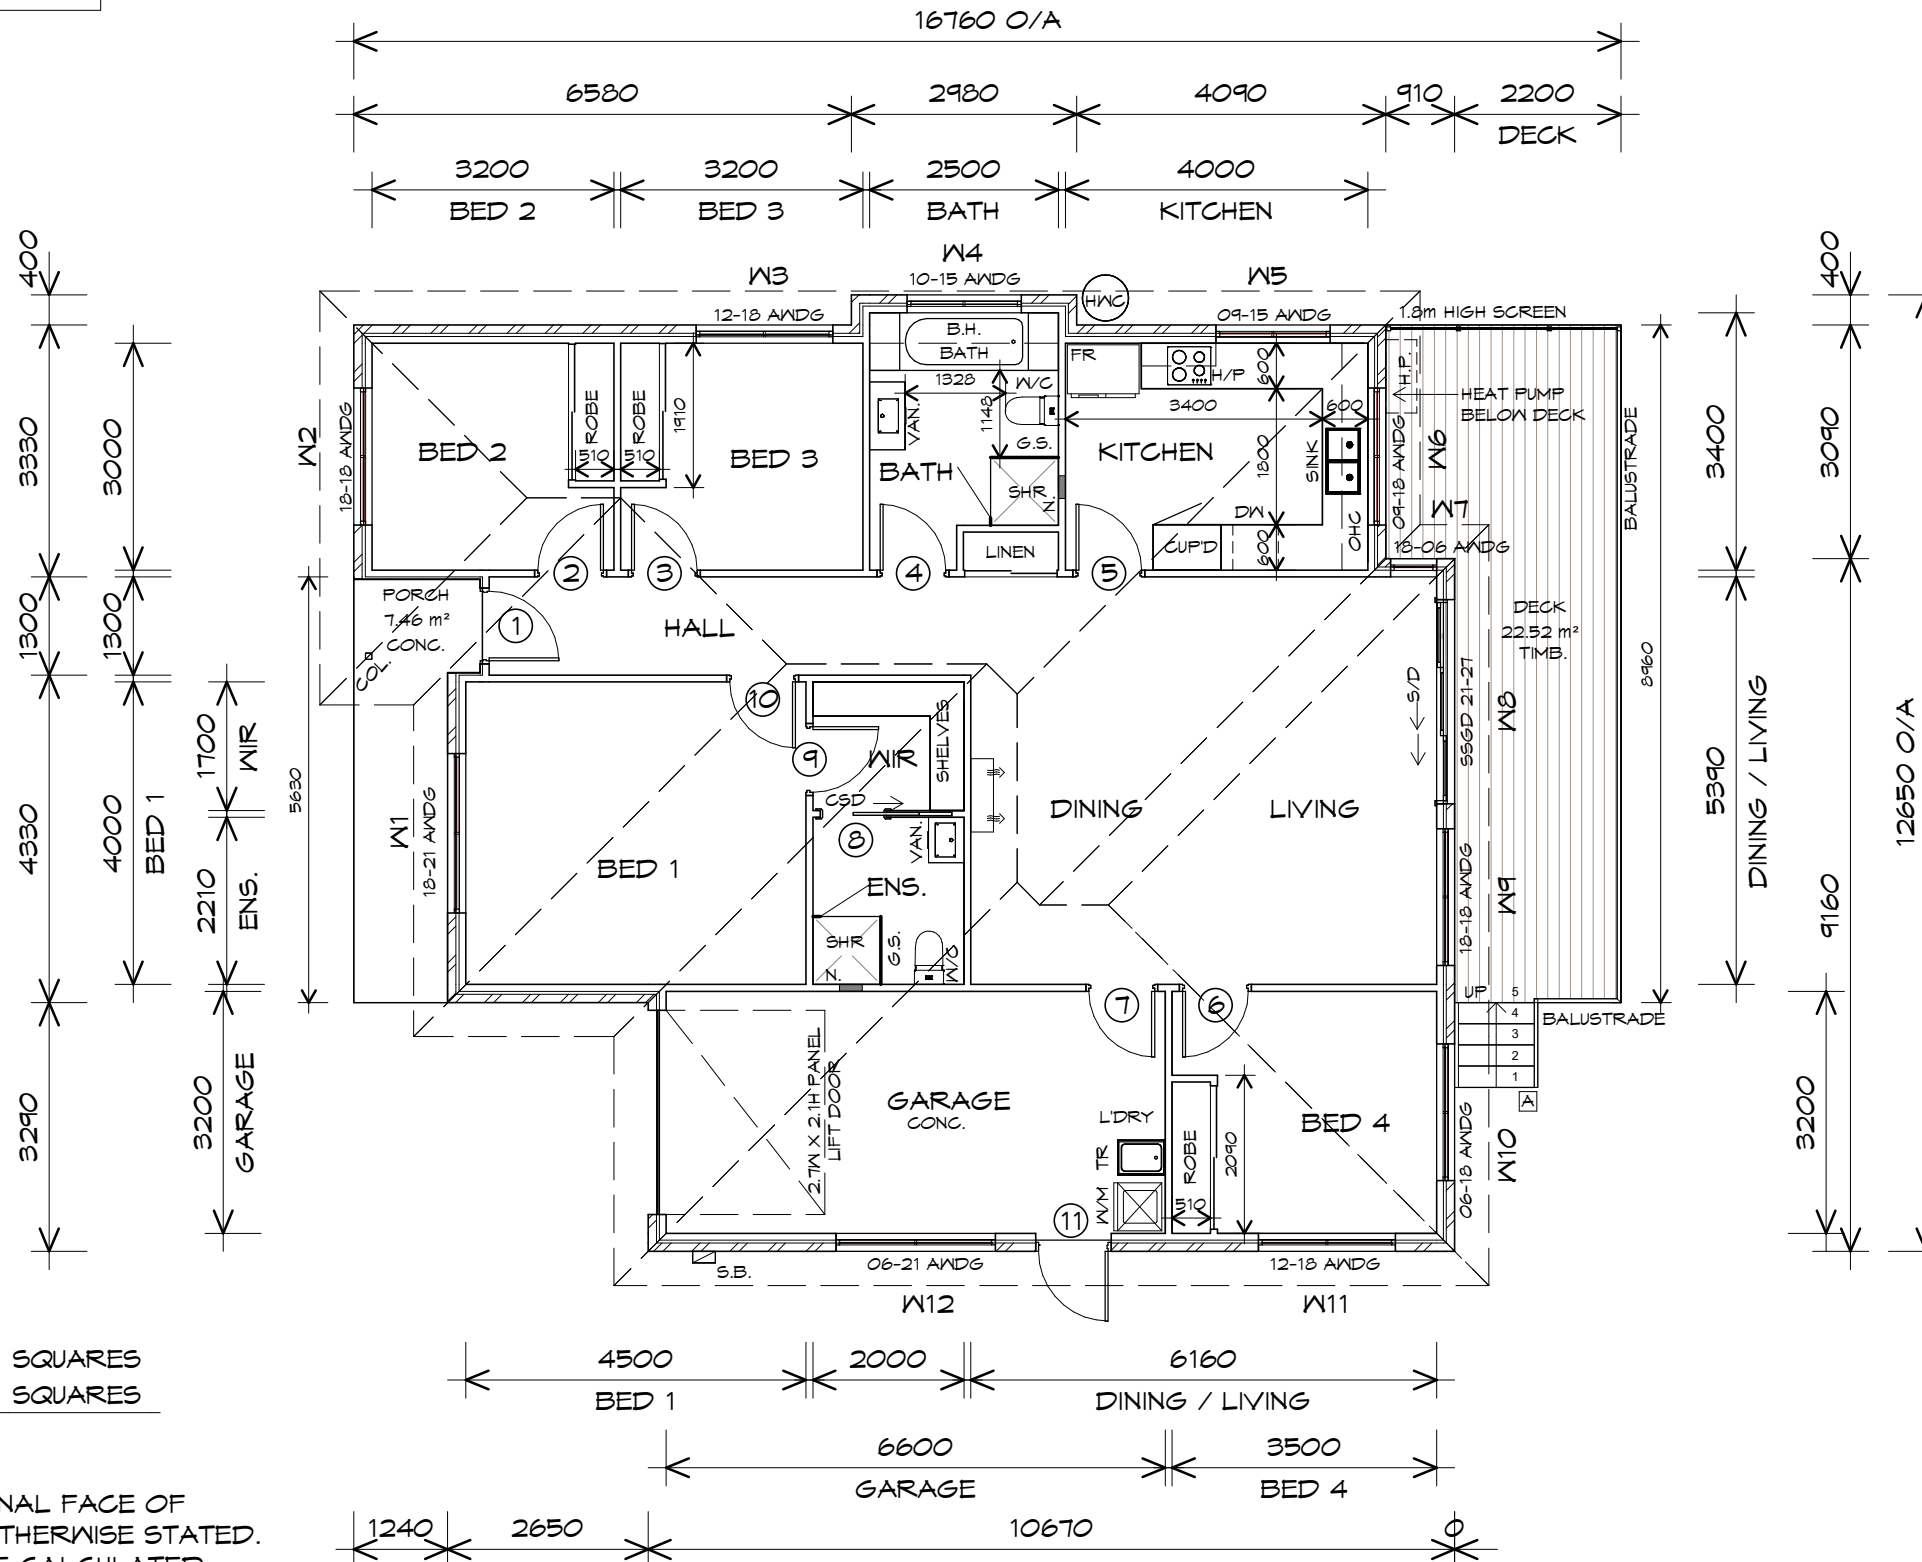 16760 O/A
6580
2980
4090
910
2200
DECK
3200
3200
2500
4000
BED 2
BED 3
BATH
KITCHEN
400
3330
3000
1300
1300
4330
4000
BED 1
1700
WIR
2210
ENS.
5630
3290
3200
GARAGE
W4
10-15 AWDG
W3
12-18 AWDG
HWC
W5
09-15 AWDG
1.8m HIGH SCREEN
W2
18-18 AWDG
BED 2
ROBE
ROBE
510
510
1910
BED 3
B.H.
BATH
1328
W/C
1148
VAN.
G.S.
BATH
SHR
N.
LINEN
FR
H/P
600
3400
600
KITCHEN
1800
SINK
DW
CUP'D
600
OHC
H.P.
HEAT PUMP
BELOW DECK
09-18 AWDG
W6
W7
18-06 AWDG
BALUSTRADE
2
3
4
5
PORCH
7.46 m²
CONC.
COL.
1
HALL
DECK
22.52 m²
TIMB.
8960
10
9
WIR
SHELVES
CSD
8
VAN.
ENS.
SHR
N.
G.S.
W/C
W1
18-21 AWDG
BED 1
DINING
LIVING
S/D
SSGD 21-27
W8
18-18 AWDG
W9
UP
5
4
3
2
1
BALUSTRADE
A
7
6
2.7W X 2.1H PANEL
LIFT DOOR
GARAGE
CONC.
L'DRY
TR
W/M
11
ROBE
510
2090
BED 4
06-18 AWDG
W10
S.B.
06-21 AWDG
W12
12-18 AWDG
W11
400
3400
3090
5390
DINING / LIVING
9160
3200
12650 O/A
SQUARES
SQUARES
4500
2000
6160
BED 1
DINING / LIVING
6600
3500
GARAGE
BED 4
NAL FACE OF
THERWISE STATED.
1240
2650
10670
0